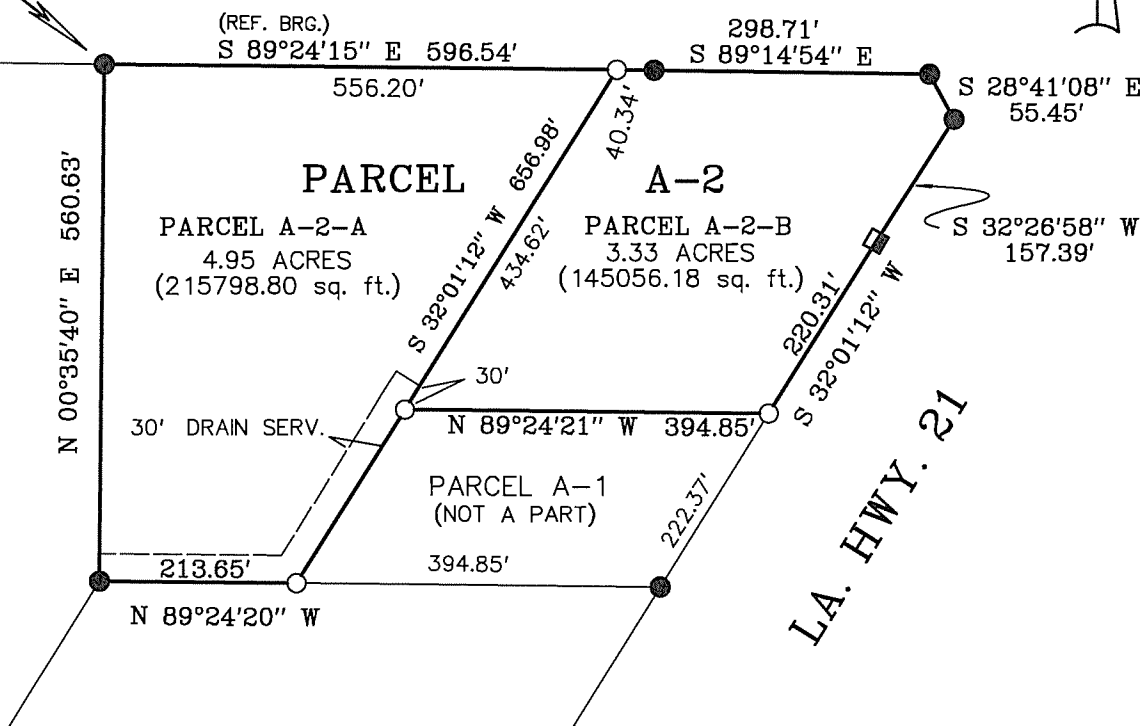 (REF. BRG.)
S 89°24'15" E 596.54'
556.20'
298.71'
S 89°14'54" E
S 28°41'08" E
55.45'
40.34'
N 00°35'40" E 560.63'
S 32°01'12" W 656.98'
434.62'
PARCEL A-2
PARCEL A-2-A
4.95 ACRES
(215798.80 sq. ft.)
PARCEL A-2-B
3.33 ACRES
(145056.18 sq. ft.)
S 32°26'58" W
157.39'
220.31'
S 32°01'12" W
30'
30' DRAIN SERV.
N 89°24'21" W 394.85'
PARCEL A-1
(NOT A PART)
222.37'
LA. HWY. 21
213.65'
394.85'
N 89°24'20" W